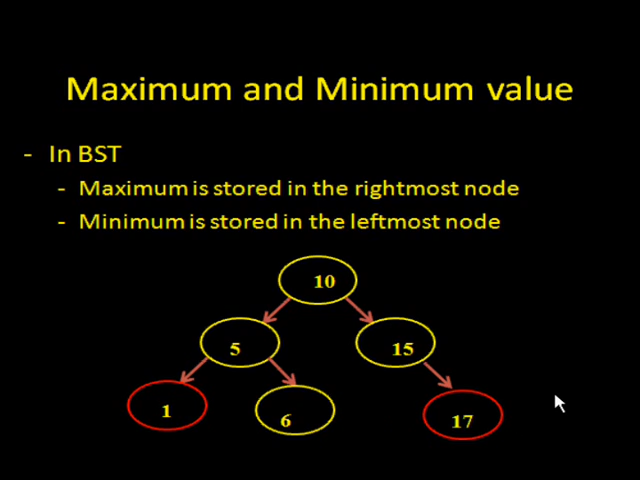 Maximum and Minimum value
- In BST
- Maximum is stored in the rightmost node
- Minimum is stored in the leftmost node
10
5 15
1 6 17